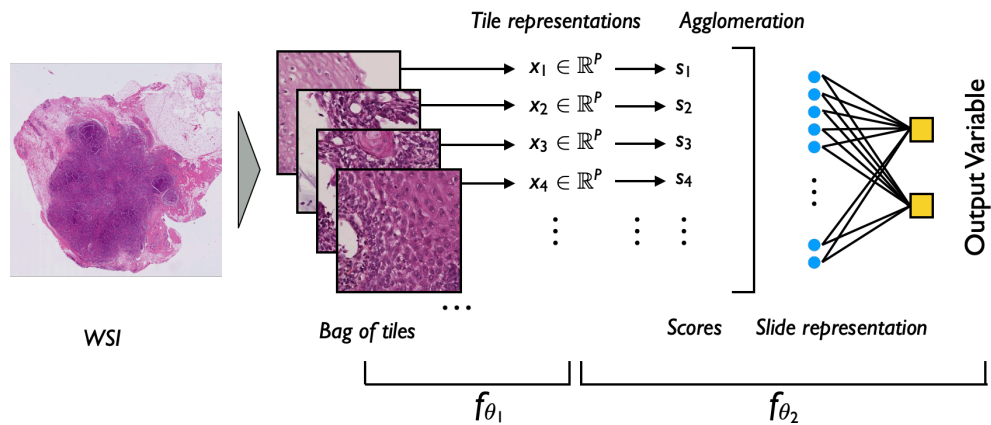 Tile representations
Agglomeration
x₁ ∈ ℝᴾ
s₁
x₂ ∈ ℝᴾ
s₂
x₃ ∈ ℝᴾ
s₃
x₄ ∈ ℝᴾ
s₄
Output Variable
WSI
Bag of tiles
Scores
Slide representation
f_θ₁
f_θ₂